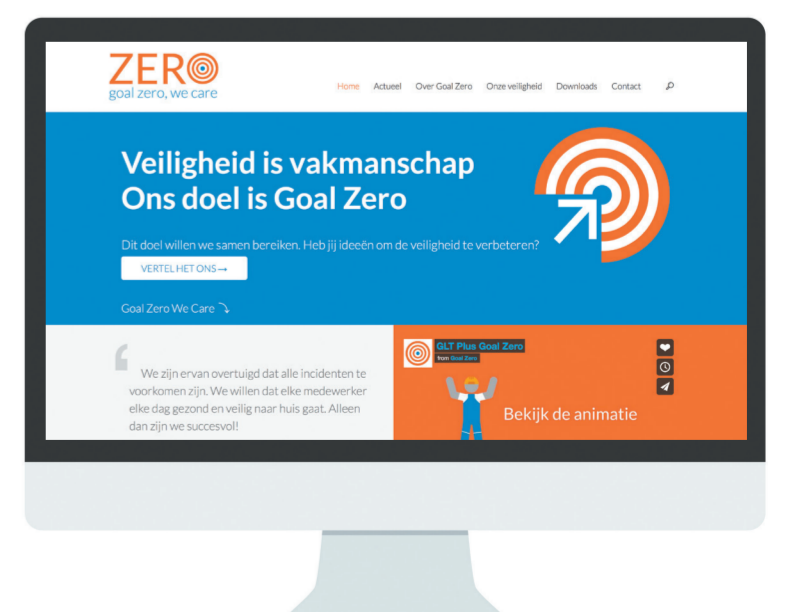 ZERO
goal zero, we care
Home Actueel Over Goal Zero Onze veiligheid Downloads Contact
Veiligheid is vakmanschap
Ons doel is Goal Zero
Dit doel willen we samen bereiken. Heb jij ideeën om de veiligheid te verbeteren?
VERTEL HET ONS→
Goal Zero We Care
We zijn ervan overtuigd dat alle incidenten te
voorkomen zijn. We willen dat elke medewerker
elke dag gezond en veilig naar huis gaat. Alleen
dan zijn we succesvol!
GLT Plus Goal Zero
from Goal Zero
Bekijk de animatie